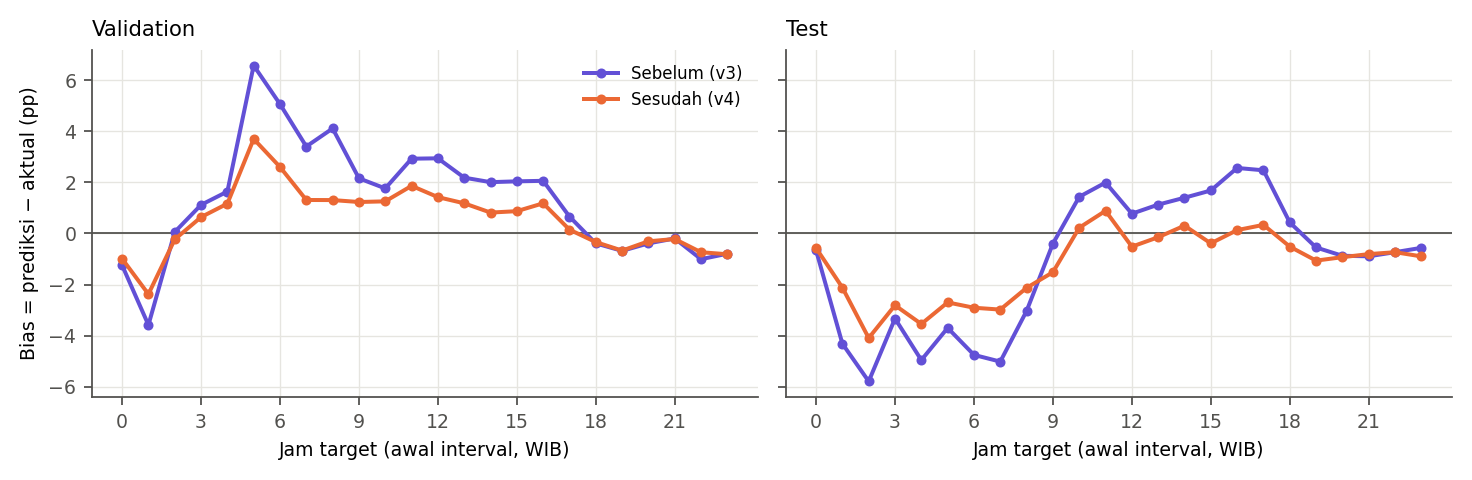 Validation
Test
Sebelum (v3)
Sesudah (v4)
Bias = prediksi − aktual (pp)
6
4
2
0
−2
−4
−6
0 3 6 9 12 15 18 21
0 3 6 9 12 15 18 21
Jam target (awal interval, WIB)
Jam target (awal interval, WIB)